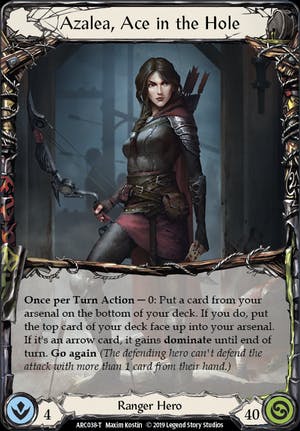 Azalea, Ace in the Hole
Once per Turn Action — 0: Put a card from your
arsenal on the bottom of your deck. If you do, put
the top card of your deck face up into your arsenal.
If it's an arrow card, it gains dominate until end of
turn. Go again (The defending hero can't defend the
attack with more than 1 card from their hand.)
4
Ranger Hero
40
ARC038-T Maxim Kostin © 2019 Legend Story Studios